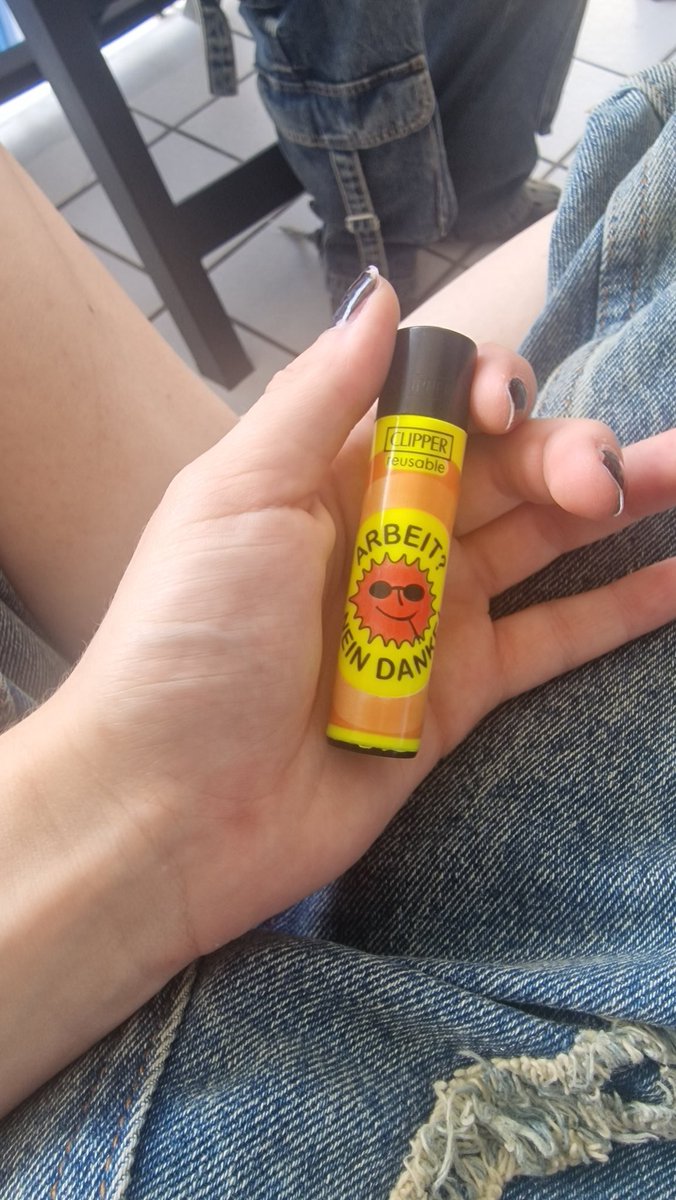 CLIPPER
reusable
ARBEIT?
NEIN DANKE